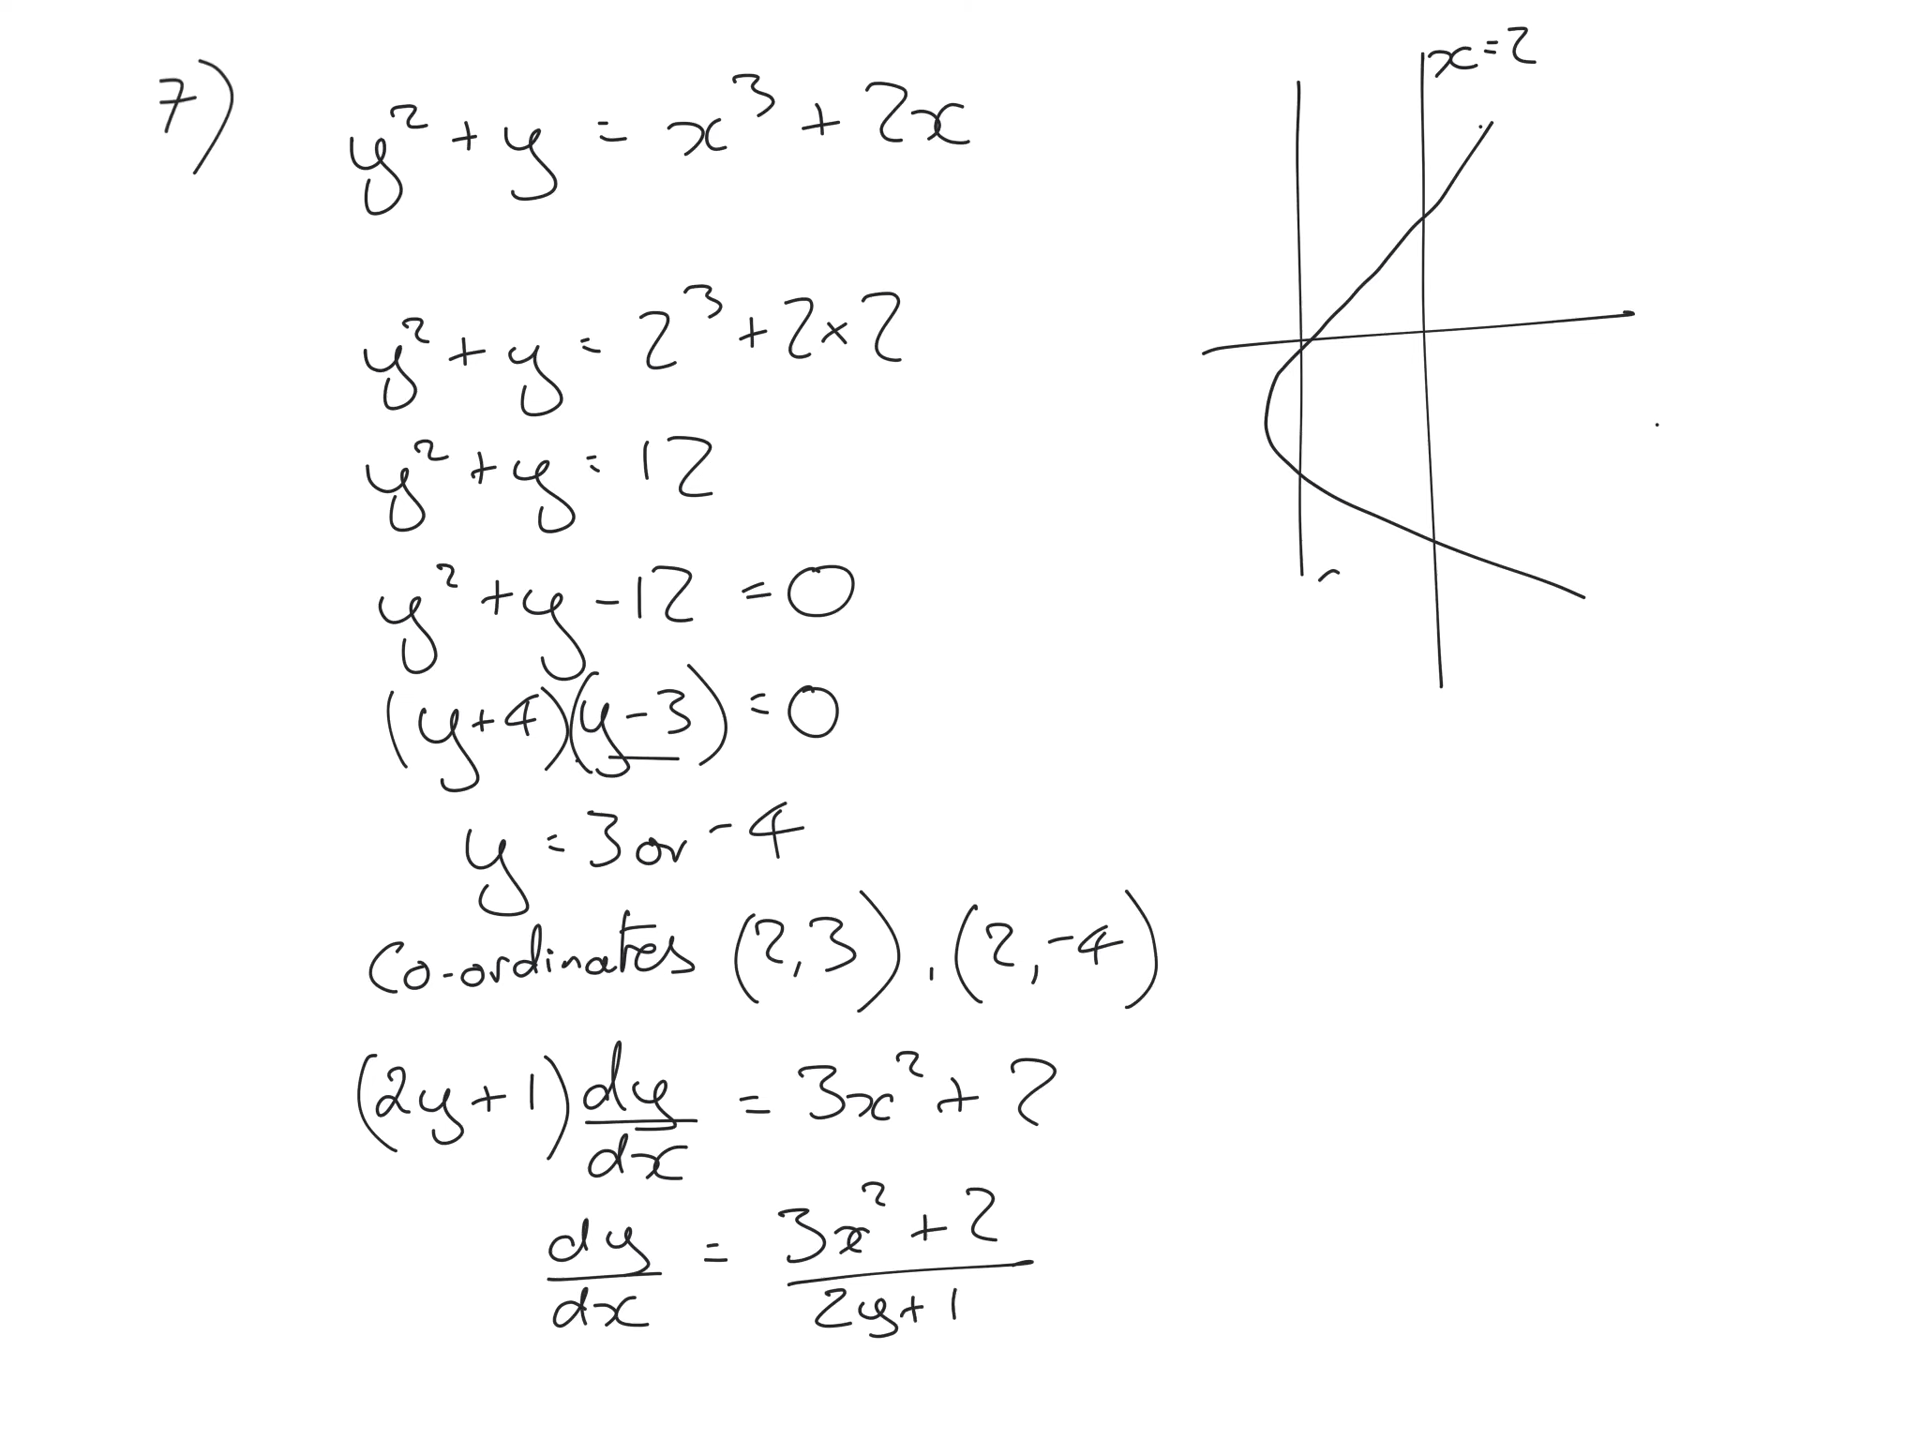 7) y² + y = x³ + 2x
x=2
y² + y = 2³ + 2×2
y² + y = 12
y² + y - 12 = 0
(y+4)(y-3) = 0
y = 3 or -4
Co-ordinates (2,3), (2,-4)
(2y+1) dy/dx = 3x² + 2
dy/dx = (3x² + 2)/(2y+1)